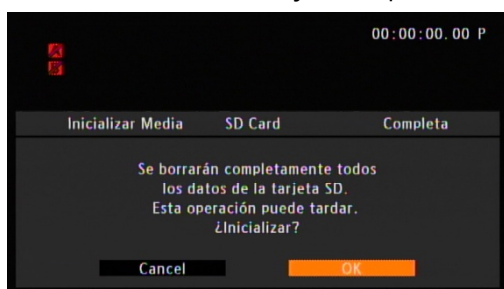 00:00:00.00 P
A
B
Inicializar Media SD Card Completa
Se borrarán completamente todos
los datos de la tarjeta SD.
Esta operación puede tardar.
¿Inicializar?
Cancel OK